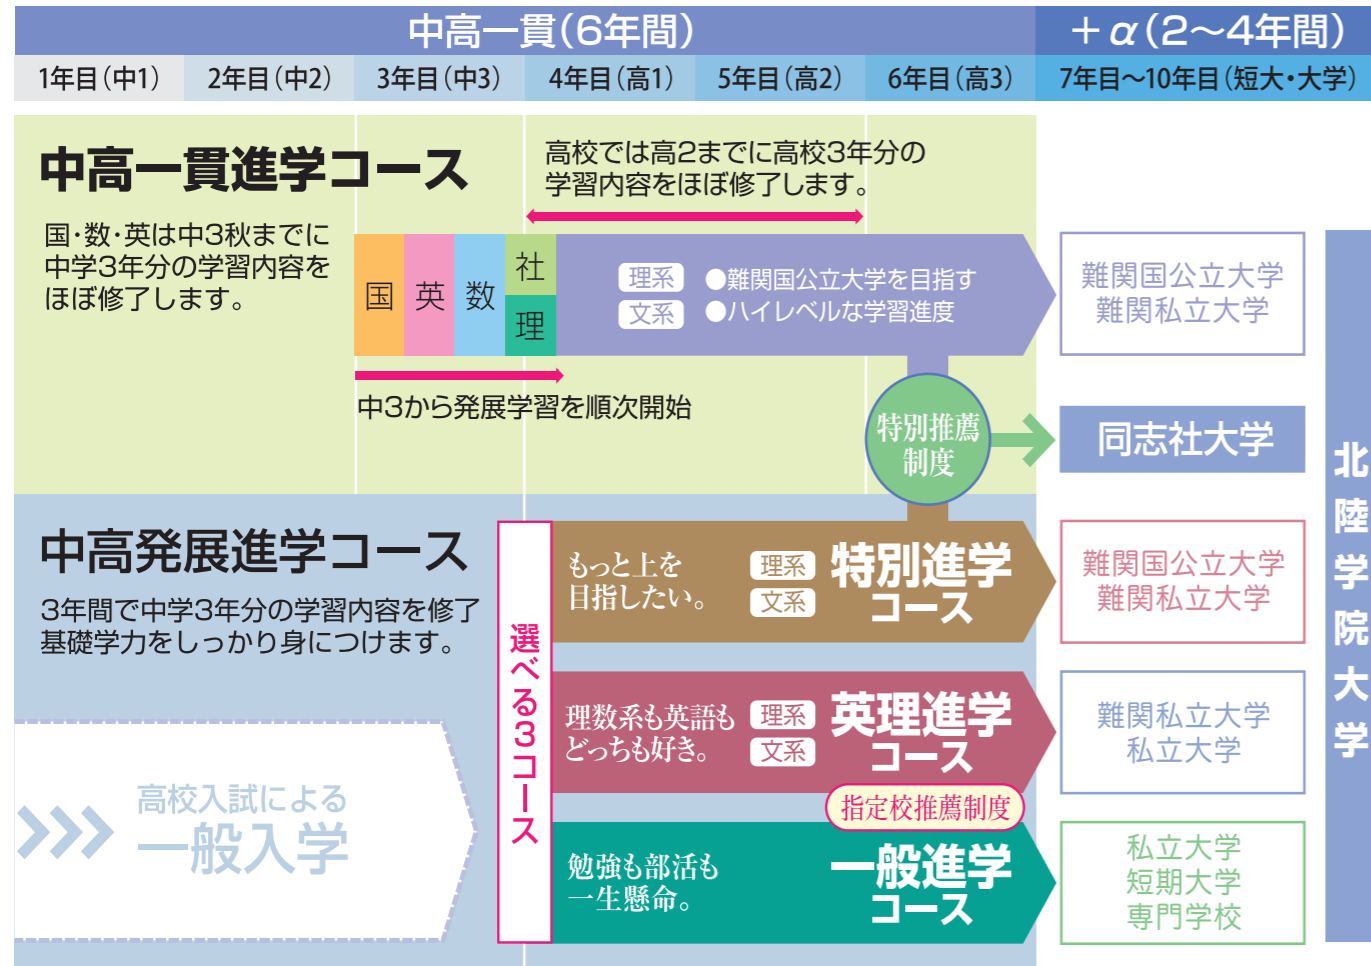 中高一貫（6年間）
＋α（2～4年間）
1年目（中1）
2年目（中2）
3年目（中3）
4年目（高1）
5年目（高2）
6年目（高3）
7年目～10年目（短大・大学）
中高一貫進学コース
国・数・英は中3秋までに
中学3年分の学習内容を
ほぼ修了します。
高校では高2までに高校3年分の
学習内容をほぼ修了します。
国
英
数
社
理
理系
文系
●難関国公立大学を目指す
●ハイレベルな学習進度
中3から発展学習を順次開始
難関国公立大学
難関私立大学
特別推薦
制度
同志社大学
北陸学院大学
中高発展進学コース
3年間で中学3年分の学習内容を修了
基礎学力をしっかり身につけます。
高校入試による
一般入学
選べる3コース
もっと上を
目指したい。
理系
文系
特別進学
コース
難関国公立大学
難関私立大学
理数系も英語も
どっちも好き。
理系
文系
英理進学
コース
難関私立大学
私立大学
指定校推薦制度
勉強も部活も
一生懸命。
一般進学
コース
私立大学
短期大学
専門学校